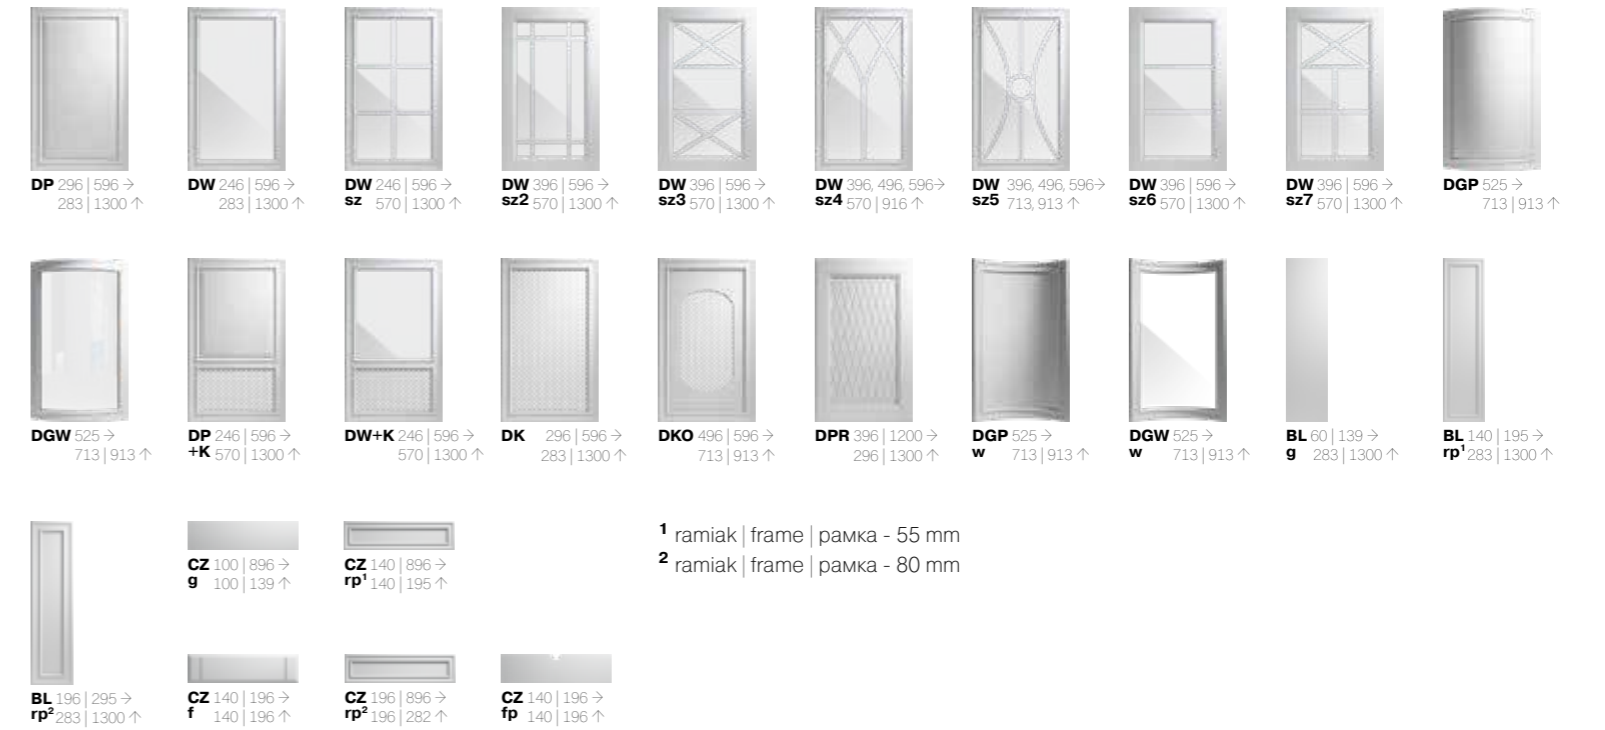 DP 296 | 596 →
283 | 1300 ↑
DW 246 | 596 →
283 | 1300 ↑
DW 246 | 596 →
sz 570 | 1300 ↑
DW 396 | 596 →
sz2 570 | 1300 ↑
DW 396 | 596 →
sz3 570 | 1300 ↑
DW 396, 496, 596→
sz4 570 | 916 ↑
DW 396, 496, 596→
sz5 713, 913 ↑
DW 396 | 596 →
sz6 570 | 1300 ↑
DW 396 | 596 →
sz7 570 | 1300 ↑
DGP 525 →
713 | 913 ↑
DGW 525 →
713 | 913 ↑
DP 246 | 596 →
+K 570 | 1300 ↑
DW+K 246 | 596 →
570 | 1300 ↑
DK 296 | 596 →
283 | 1300 ↑
DKO 496 | 596 →
713 | 913 ↑
DPR 396 | 1200 →
296 | 1300 ↑
DGP 525 →
w 713 | 913 ↑
DGW 525 →
w 713 | 913 ↑
BL 60 | 139 →
g 283 | 1300 ↑
BL 140 | 195 →
rp¹ 283 | 1300 ↑
CZ 100 | 896 →
g 100 | 139 ↑
CZ 140 | 896 →
rp¹ 140 | 195 ↑
¹ ramiak | frame | рамка - 55 mm
² ramiak | frame | рамка - 80 mm
BL 196 | 295 →
rp² 283 | 1300 ↑
CZ 140 | 196 →
f 140 | 196 ↑
CZ 196 | 896 →
rp² 196 | 282 ↑
CZ 140 | 196 →
fp 140 | 196 ↑